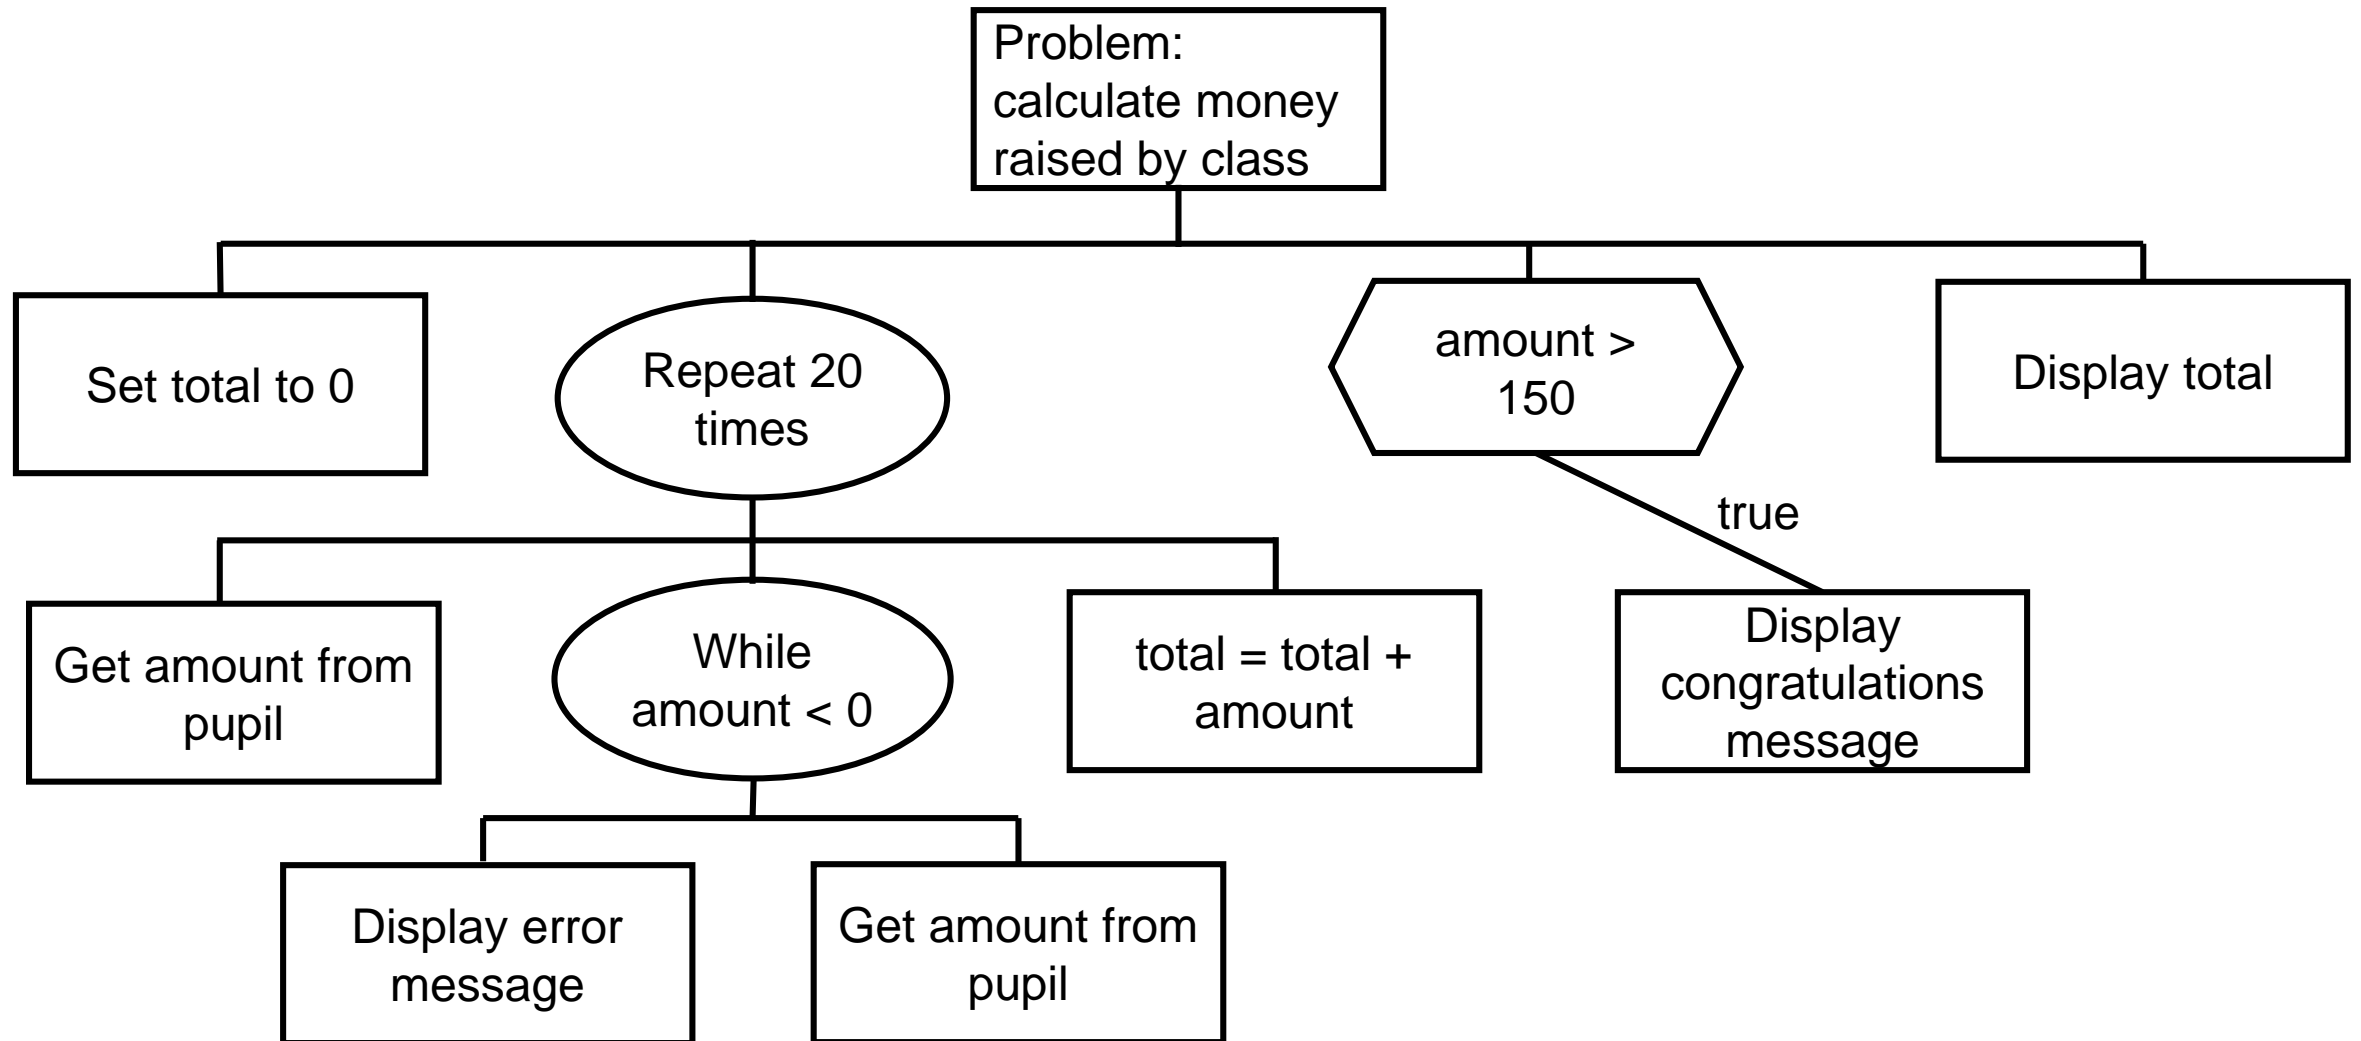 Problem:
calculate money
raised by class
Set total to 0
Repeat 20
times
amount >
150
Display total
true
Get amount from
pupil
While
amount < 0
total = total +
amount
Display
congratulations
message
Display error
message
Get amount from
pupil